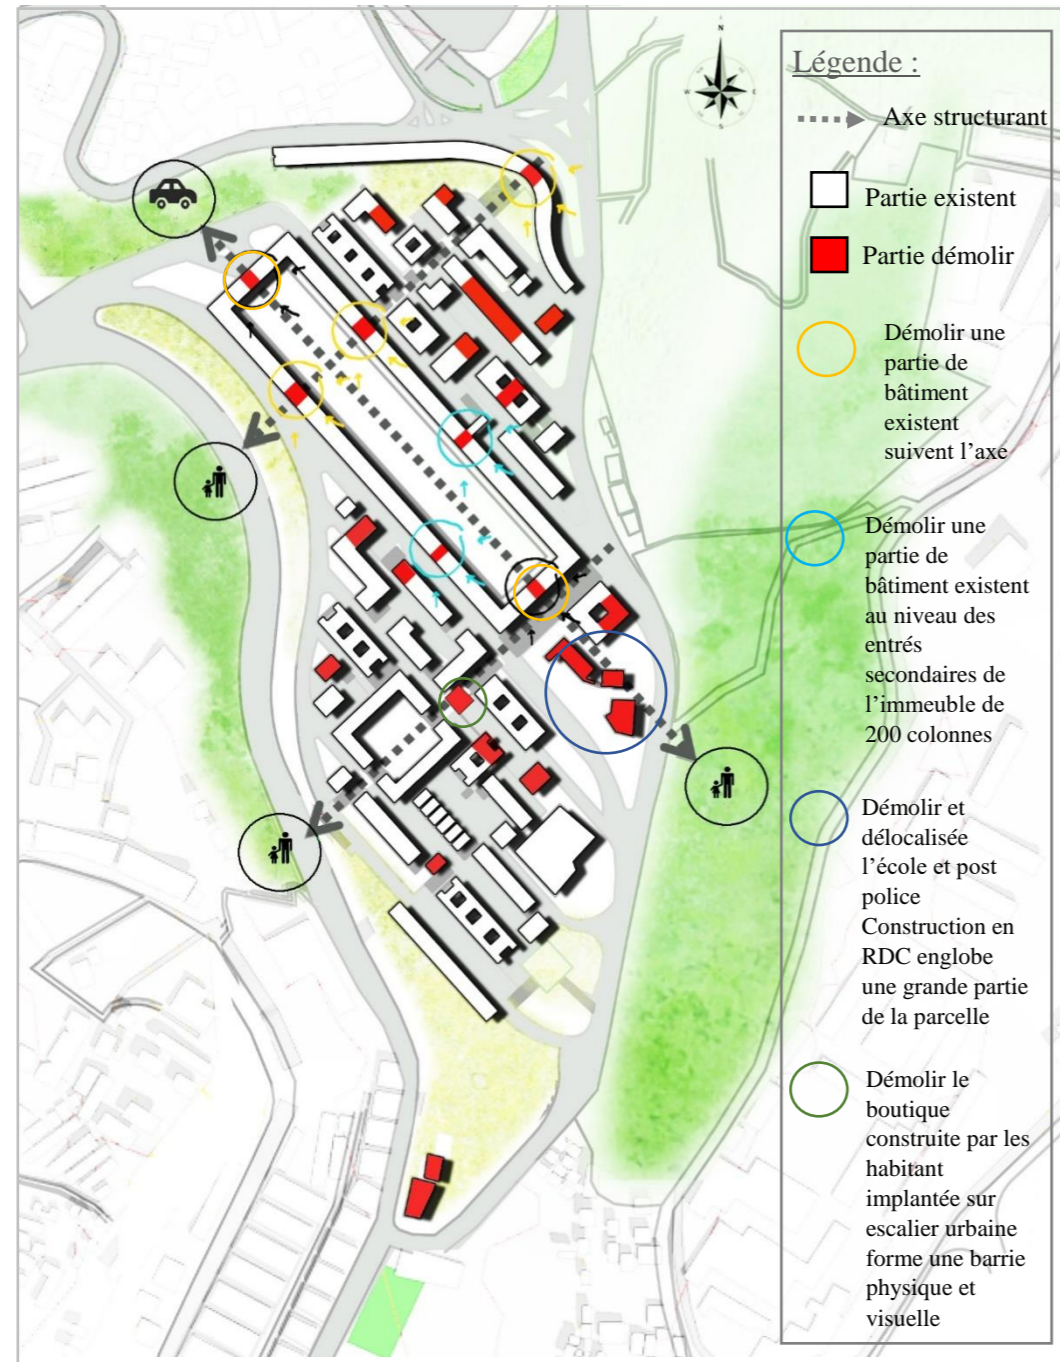 N
W
E
S
Légende :
Axe structurant
Partie existent
Partie démolir
Démolir une
partie de
bâtiment
existent
suivent l’axe
Démolir une
partie de
bâtiment existent
au niveau des
entrés
secondaires de
l’immeuble de
200 colonnes
Démolir et
délocalisée
l’école et post
police
Construction en
RDC englobe
une grande partie
de la parcelle
Démolir le
boutique
construite par les
habitant
implantée sur
escalier urbaine
forme une barrie
physique et
visuelle